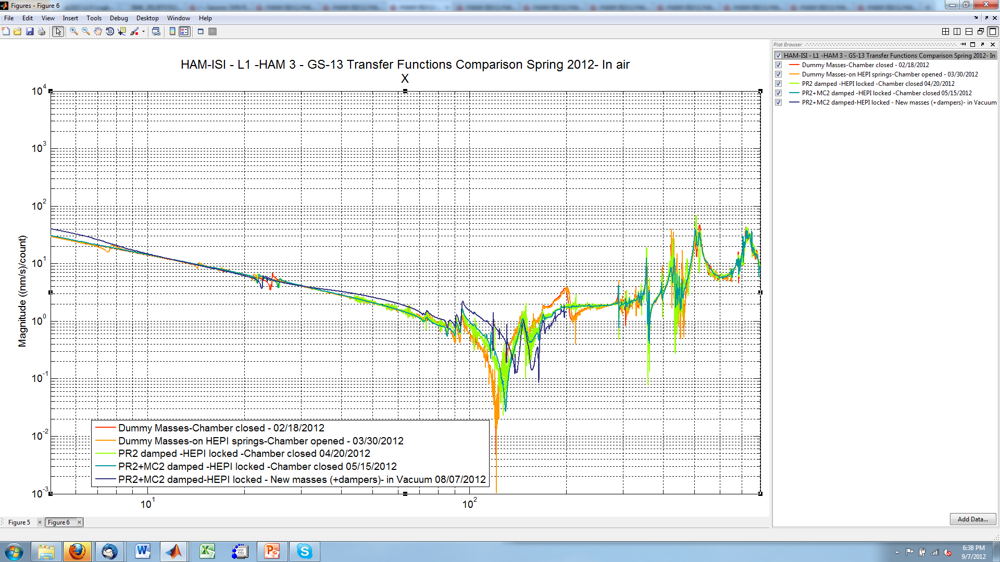 Figures - Figure 6
File Edit View Insert Tools Debug Desktop Window Help
Plot Browser
HAM-ISI - L1 -HAM 3 - GS-13 Transfer Functions Comparison Spring 2012- In
Dummy Masses-Chamber closed - 02/18/2012
Dummy Masses-on HEPI springs-Chamber opened - 03/30/2012
PR2 damped -HEPI locked -Chamber closed 04/20/2012
PR2+MC2 damped -HEPI locked -Chamber closed 05/15/2012
PR2+MC2 damped-HEPI locked - New masses (+dampers)- in Vacuum
HAM-ISI - L1 -HAM 3 - GS-13 Transfer Functions Comparison Spring 2012- In air
X
10^4
10^3
10^2
10^1
10^0
10^-1
10^-2
10^-3
Magnitude ((nm/s)/count)
Dummy Masses-Chamber closed - 02/18/2012
Dummy Masses-on HEPI springs-Chamber opened - 03/30/2012
PR2 damped -HEPI locked -Chamber closed 04/20/2012
PR2+MC2 damped -HEPI locked -Chamber closed 05/15/2012
PR2+MC2 damped-HEPI locked - New masses (+dampers)- in Vacuum 08/07/2012
10^1 10^2
Add Data...
Figure 5 Figure 6
6:38 PM
9/7/2012